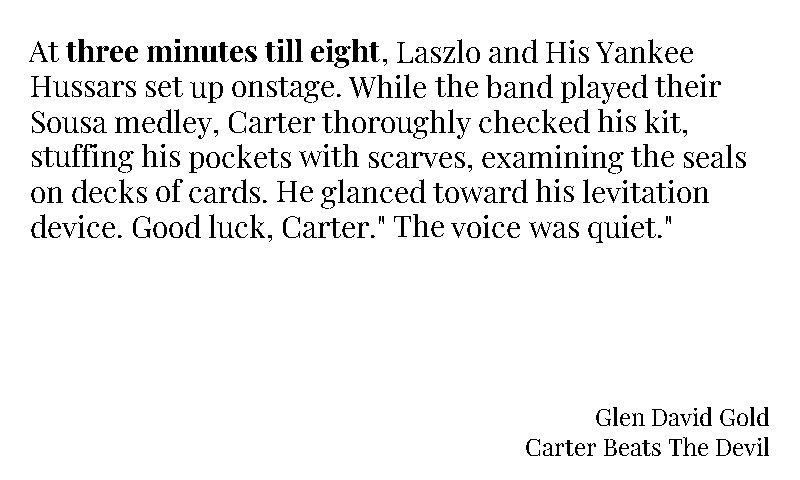 At three minutes till eight, Laszlo and His Yankee
Hussars set up onstage. While the band played their
Sousa medley, Carter thoroughly checked his kit,
stuffing his pockets with scarves, examining the seals
on decks of cards. He glanced toward his levitation
device. Good luck, Carter." The voice was quiet."
Glen David Gold
Carter Beats The Devil